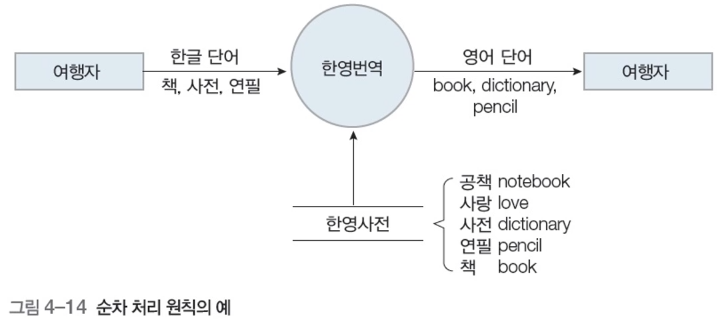 여행자
한글 단어
책, 사전, 연필
한영번역
영어 단어
book, dictionary,
pencil
여행자
한영사전
공책 notebook
사랑 love
사전 dictionary
연필 pencil
책 book
그림 4–14 순차 처리 원칙의 예